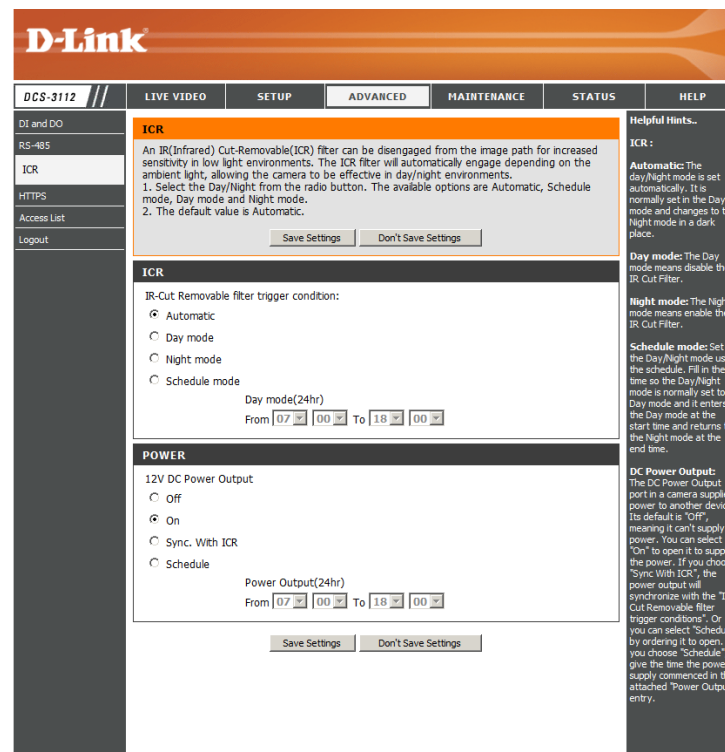 D-Link
DCS-3112
LIVE VIDEO
SETUP
ADVANCED
MAINTENANCE
STATUS
HELP
DI and DO
RS-485
ICR
HTTPS
Access List
Logout
ICR
An IR(Infrared) Cut-Removable(ICR) filter can be disengaged from the image path for increased
sensitivity in low light environments. The ICR filter will automatically engage depending on the
ambient light, allowing the camera to be effective in day/night environments.
1. Select the Day/Night from the radio button. The available options are Automatic, Schedule
mode, Day mode and Night mode.
2. The default value is Automatic.
Save Settings Don't Save Settings
ICR
IR-Cut Removable filter trigger condition:
Automatic
Day mode
Night mode
Schedule mode
Day mode(24hr)
From 07 00 To 18 00
POWER
12V DC Power Output
Off
On
Sync. With ICR
Schedule
Power Output(24hr)
From 07 00 To 18 00
Save Settings Don't Save Settings
Helpful Hints..
ICR :
Automatic: The
day/Night mode is set
automatically. It is
normally set in the Day
mode and changes to
Night mode in a dark
place.
Day mode: The Day
mode means disable
IR Cut Filter.
Night mode: The
mode means enable
IR Cut Filter.
Schedule mode: Set
the Day/Night mode
the schedule. Fill in the
time so the Day/Night
mode is normally set to
Day mode and it enters
the Day mode at the
start time and returns
the Night mode at the
end time.
DC Power Output:
The DC Power Output
port in a camera
power to another
Its default is "Off",
meaning it can't supply
power. You can select
"On" to open it to
the power. If you
"Sync With ICR", the
power output will
synchronize with the
Cut Removable filter
trigger conditions". Or
you can select
by ordering it to open.
you choose "Schedule"
give the time the
supply commenced in
attached "Power
entry.